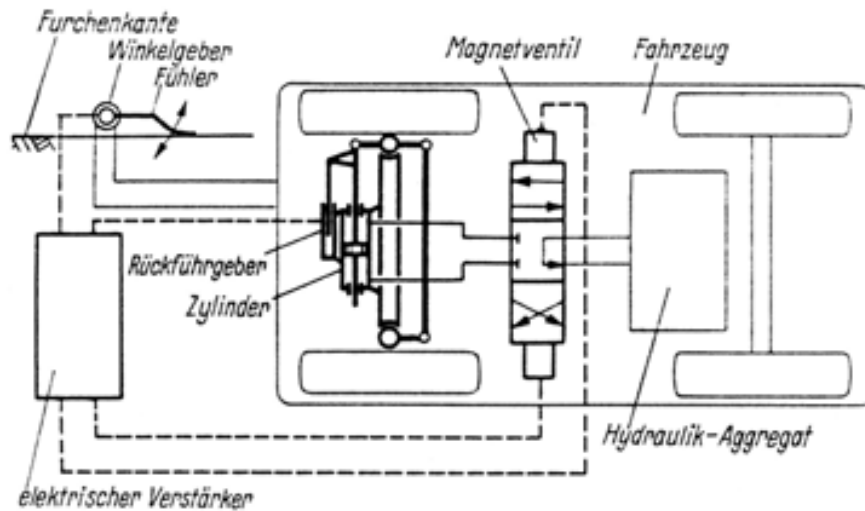 Furchenkante
Winkelgeber
Fühler
Magnetventil
Fahrzeug
Rückführgeber
Zylinder
Hydraulik-Aggregat
elektrischer Verstärker